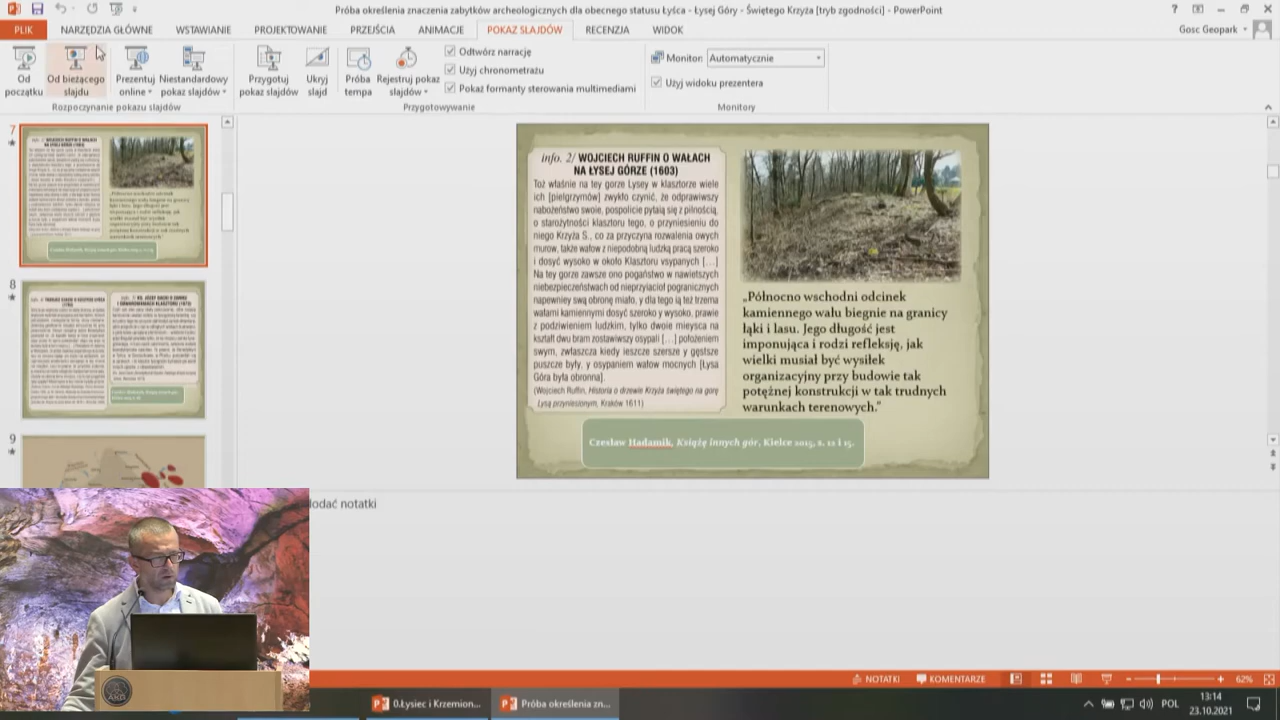 Próba określenia znaczenia zabytków archeologicznych dla obecnego statusu Łyśca - Łysej Góry - Świętego Krzyża [tryb zgodności] - PowerPoint
PLIK NARZĘDZIA GŁÓWNE WSTAWIANIE PROJEKTOWANIE PRZEJŚCIA ANIMACJE POKAZ SLAJDÓW RECENZJA WIDOK Gosc Geopark
Od początku
Od bieżącego slajdu
Prezentuj online
Niestandardowy pokaz slajdów
Przygotuj pokaz slajdów
Ukryj slajd
Próba tempa
Rejestruj pokaz slajdów
Odtwórz narrację
Użyj chronometrażu
Pokaż formanty sterowania multimediami
Monitor: Automatycznie
Użyj widoku prezentera
Rozpoczynanie pokazu slajdów Przygotowywanie Monitory
7
8
9
info. 2/ WOJCIECH RUFFIN O WAŁACH
NA ŁYSEJ GÓRZE (1603)
Toż właśnie na tey gorze Lysey w klasztorze wiele
ich [pielgrzymów] zwykło czynić, że odprawiwszy
nabożeństwo swoie, pospolicie pytaią się z pilnością,
o starożytności klasztoru tego, o przyniesieniu do
niego Krzyża Ś., co za przyczyna rozwalenia owych
murow, także wałow z niepodobną ludzką pracą szeroko
i dosyć wysoko w około Klasztoru vsypanych [...]
Na tey gorze zawsze ono pogaństwo w nawietszych
niebezpieczeństwach od nieprzyiaciół pogranicznych
napewniey swą obronę miało, y dla tego ią też trzema
wałami kamiennymi dosyć szeroko y wysoko, prawie
z podziwieniem ludzkim, tylko dwoie mieysca na
kształt dwu bram zostawiwszy osypali [...] położeniem
swym, zwłaszcza kiedy ieszcze szersze y gęstsze
puszcze były, y osypaniem wałow mocnych [Łysa
Góra była obronna].
(Wojciech Ruffin, Historia o drzewie Krzyża świętego na gorę
Łysą przyniesionym, Kraków 1611)
„Północno wschodni odcinek
kamiennego wału biegnie na granicy
łąki i lasu. Jego długość jest
imponująca i rodzi refleksję, jak
wielki musiał być wysiłek
organizacyjny przy budowie tak
potężnej konstrukcji w tak trudnych
warunkach terenowych."
Czesław Hadamik, Książę innych gór, Kielce 2015, s. 12 i 15.
dodać notatki
NOTATKI KOMENTARZE 62%
0.Łysiec i Krzemion...
Próba określenia zn...
POL
13:14
23.10.2021